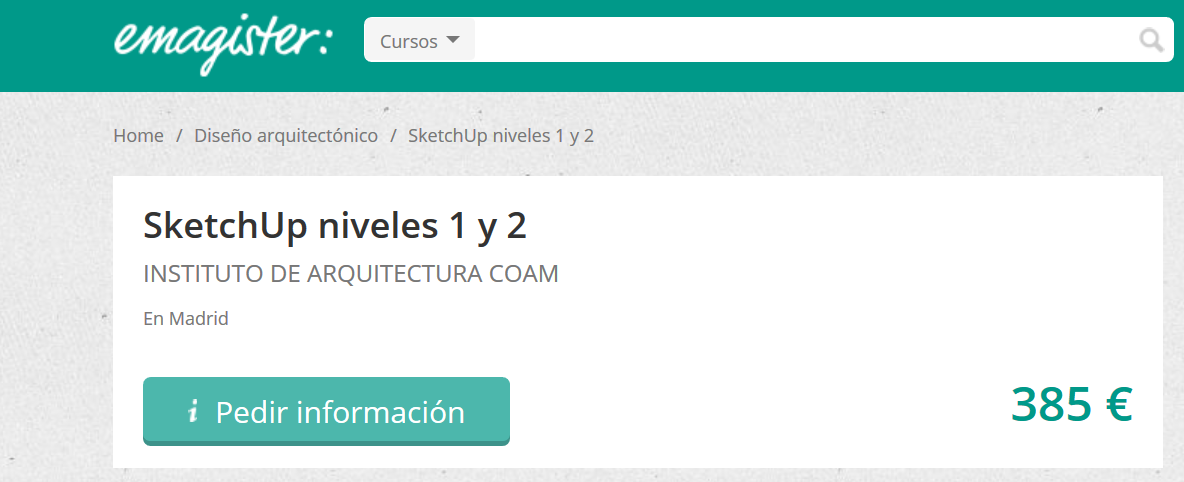 emagister:
Cursos
Home / Diseño arquitectónico / SketchUp niveles 1 y 2
SketchUp niveles 1 y 2
INSTITUTO DE ARQUITECTURA COAM
En Madrid
i Pedir información
385 €